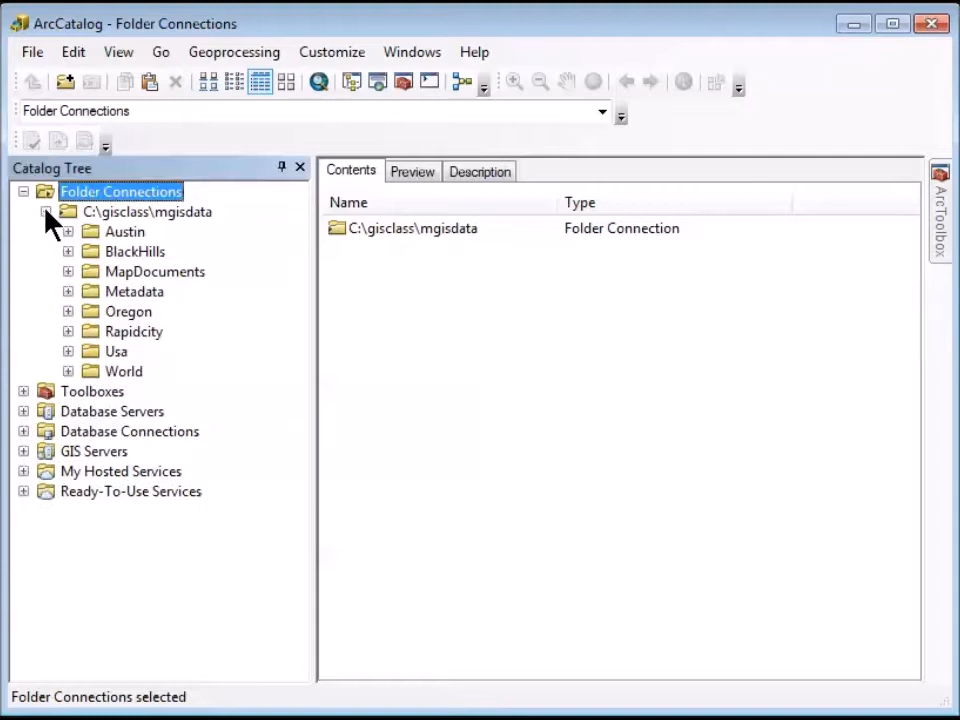 ArcCatalog - Folder Connections
File Edit View Go Geoprocessing Customize Windows Help
Folder Connections
Catalog Tree
Folder Connections
C:\gisclass\mgisdata
Austin
BlackHills
MapDocuments
Metadata
Oregon
Rapidcity
Usa
World
Toolboxes
Database Servers
Database Connections
GIS Servers
My Hosted Services
Ready-To-Use Services
Contents Preview Description
Name Type
C:\gisclass\mgisdata Folder Connection
ArcToolbox
Folder Connections selected